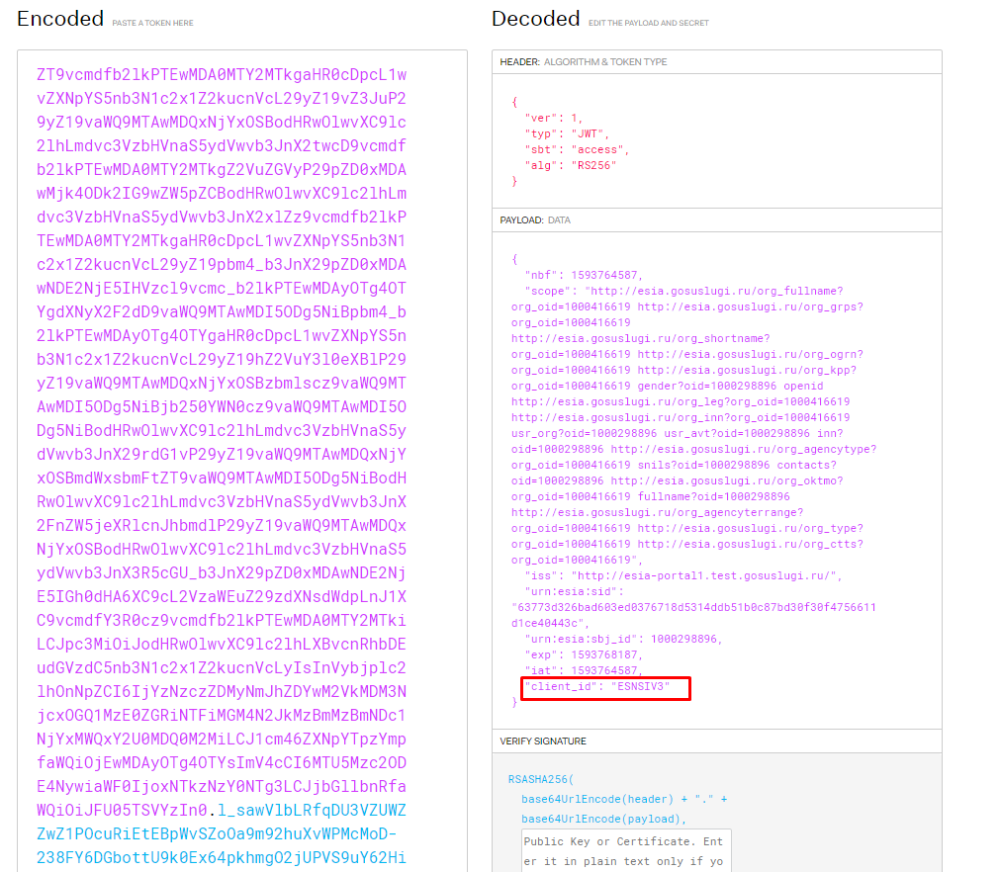 Encoded PASTE A TOKEN HERE
ZT9vcmdfb2lkPTEwMDA0MTY2MTkgaHR0cDpcL1w
vZXNpYS5nb3N1c2x1Z2kucnVcL29yZ19vZ3JuP2
9yZ19vaWQ9MTAwMDQxNjYxOSBodHRwOlwvXC9lc
2lhLmdvc3VzbHVnaS5ydVwvb3JnX2twcD9vcmdf
b2lkPTEwMDA0MTY2MTkgZ2VuZGVyP29pZD0xMDA
wMjk4ODk2IG9wZW5pZCBodHRwOlwvXC9lc2lhLm
dvc3VzbHVnaS5ydVwvb3JnX2xlZz9vcmdfb2lkP
TEwMDA0MTY2MTkgaHR0cDpcL1wvZXNpYS5nb3N1
c2x1Z2kucnVcL29yZ19pbm4_b3JnX29pZD0xMDA
wNDE2NjE5IHVzcl9vcmc_b2lkPTEwMDAyOTg4OT
YgdXNyX2F2dD9vaWQ9MTAwMDI5ODg5NiBpbm4_b
2lkPTEwMDAyOTg4OTYgaHR0cDpcL1wvZXNpYS5n
b3N1c2x1Z2kucnVcL29yZ19hZ2VuY3l0eXBlP29
yZ19vaWQ9MTAwMDQxNjYxOSBzbmlscz9vaWQ9MT
AwMDI5ODg5NiBjb250YWN0cz9vaWQ9MTAwMDI5O
Dg5NiBodHRwOlwvXC9lc2lhLmdvc3VzbHVnaS5y
dVwvb3JnX29rdG1vP29yZ19vaWQ9MTAwMDQxNjY
xOSBmdWxsbmFtZT9vaWQ9MTAwMDI5ODg5NiBodH
RwOlwvXC9lc2lhLmdvc3VzbHVnaS5ydVwvb3JnX
2FnZW5jeXRlcnJhbmdlP29yZ19vaWQ9MTAwMDQx
NjYxOSBodHRwOlwvXC9lc2lhLmdvc3VzbHVnaS5
ydVwvb3JnX3R5cGU_b3JnX29pZD0xMDAwNDE2Nj
E5IGh0dHA6XC9cL2VzaWEuZ29zdXNsdWdpLnJ1X
C9vcmdfY3R0cz9vcmdfb2lkPTEwMDA0MTY2MTki
LCJpc3MiOiJodHRwOlwvXC9lc2lhLXBvcnRhbDE
udGVzdC5nb3N1c2x1Z2kucnVcLyIsInVybjplc2
lhOnNpZCI6IjYzNzczZDMyNmJhZDYwM2VkMDM3N
jcxOGQ1MzE0ZGRiNTFiMGM4N2JkMzBmMzBmNDc1
NjYxMWQxY2U0MDQ0M2MiLCJ1cm46ZXNpYTpzYmp
faWQiOjEwMDAyOTg4OTYsImV4cCI6MTU5Mzc2OD
E4NywiaWF0IjoxNTkzNzY0NTg3LCJjbGllbnRfa
WQiOiJFU05TSVYzIn0.l_sawVlbLRfqDU3VZUWZ
ZwZ1POcuRiEtEBpWvSZoOa9m92huXvWPMcMoD-
238FY6DGbottU9k0Ex64pkhmgO2jUPVS9uY62Hi
Decoded EDIT THE PAYLOAD AND SECRET
HEADER: ALGORITHM & TOKEN TYPE
{
"ver": 1,
"typ": "JWT",
"sbt": "access",
"alg": "RS256"
}
PAYLOAD: DATA
{
"nbf": 1593764587,
"scope": "http://esia.gosuslugi.ru/org_fullname?
org_oid=1000416619 http://esia.gosuslugi.ru/org_grps?
org_oid=1000416619
http://esia.gosuslugi.ru/org_shortname?
org_oid=1000416619 http://esia.gosuslugi.ru/org_ogrn?
org_oid=1000416619 http://esia.gosuslugi.ru/org_kpp?
org_oid=1000416619 gender?oid=1000298896 openid
http://esia.gosuslugi.ru/org_leg?org_oid=1000416619
http://esia.gosuslugi.ru/org_inn?org_oid=1000416619
usr_org?oid=1000298896 usr_avt?oid=1000298896 inn?
oid=1000298896 http://esia.gosuslugi.ru/org_agencytype?
org_oid=1000416619 snils?oid=1000298896 contacts?
oid=1000298896 http://esia.gosuslugi.ru/org_oktmo?
org_oid=1000416619 fullname?oid=1000298896
http://esia.gosuslugi.ru/org_agencyterrange?
org_oid=1000416619 http://esia.gosuslugi.ru/org_type?
org_oid=1000416619 http://esia.gosuslugi.ru/org_ctts?
org_oid=1000416619",
"iss": "http://esia-portal1.test.gosuslugi.ru/",
"urn:esia:sid":
"63773d326bad603ed0376718d5314ddb51b0c87bd30f30f4756611
d1ce40443c",
"urn:esia:sbj_id": 1000298896,
"exp": 1593768187,
"iat": 1593764587,
"client_id": "ESNSIV3"
}
VERIFY SIGNATURE
RSASHA256(
base64UrlEncode(header) + "." +
base64UrlEncode(payload),
Public Key or Certificate. Ent
er it in plain text only if yo